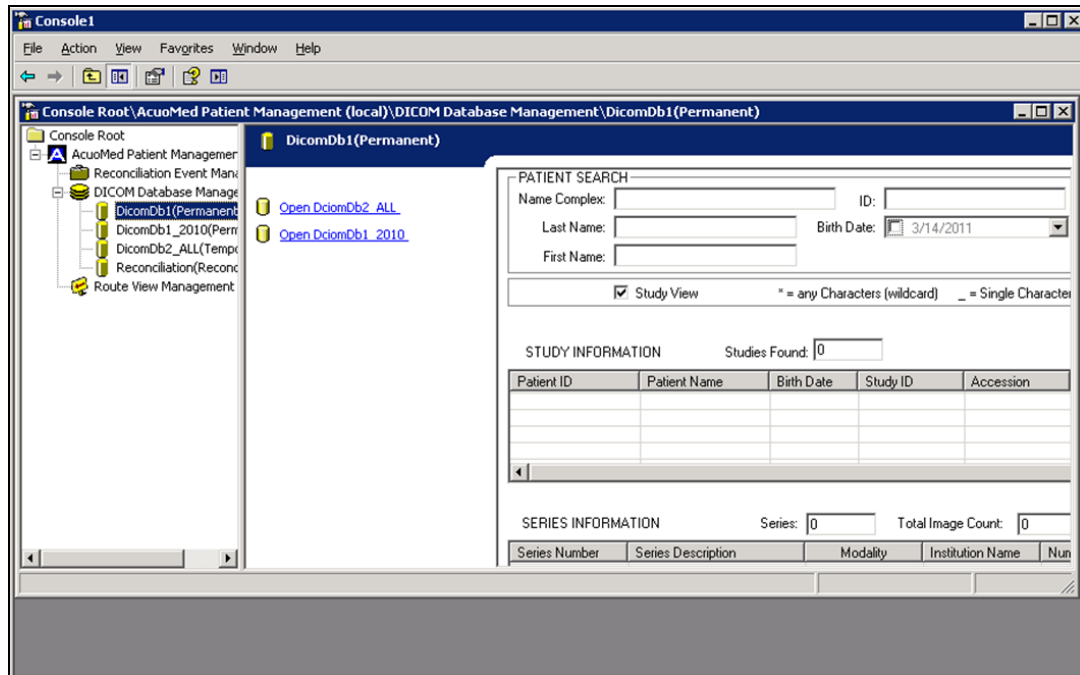 Console1
File Action View Favorites Window Help
Console Root\AcuoMed Patient Management (local)\DICOM Database Management\DicomDb1(Permanent)
Console Root
AcuoMed Patient Managemer
Reconciliation Event Mana
DICOM Database Manage
DicomDb1(Permanent
DicomDb1_2010(Perm
DicomDb2_ALL(Tempo
Reconciliation(Reconc
Route View Management
DicomDb1(Permanent)
Open DciomDb2_ALL
Open DciomDb1_2010
PATIENT SEARCH
Name Complex: ID:
Last Name: Birth Date: 3/14/2011
First Name:
Study View * = any Characters (wildcard) _ = Single Character
STUDY INFORMATION Studies Found: 0
Patient ID Patient Name Birth Date Study ID Accession
SERIES INFORMATION Series: 0 Total Image Count: 0
Series Number Series Description Modality Institution Name Num